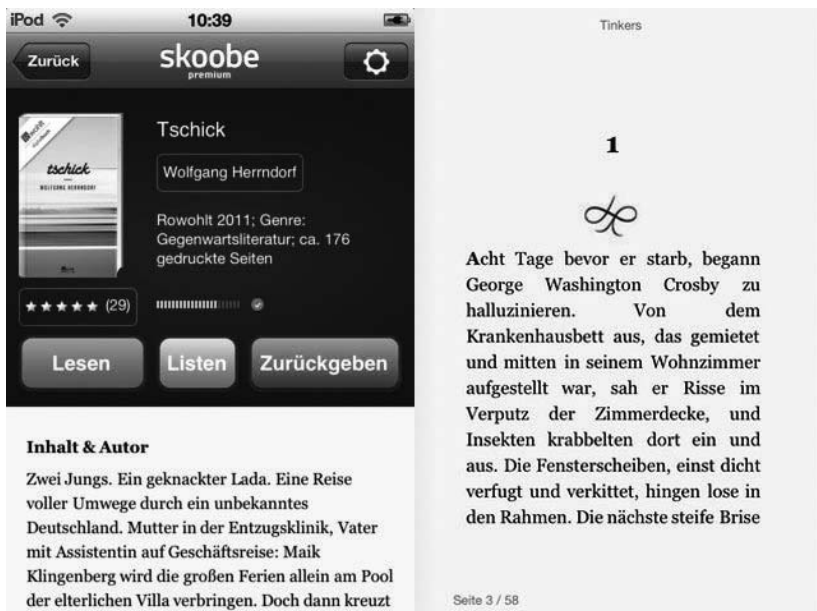 iPod 10:39
Zurück skoobe
premium
Tschick
Wolfgang Herrndorf
Rowohlt 2011; Genre:
Gegenwartsliteratur; ca. 176
gedruckte Seiten
tschick
WOLFGANG HERRNDORF
(29)
Lesen Listen Zurückgeben
Inhalt & Autor
Zwei Jungs. Ein geknackter Lada. Eine Reise
voller Umwege durch ein unbekanntes
Deutschland. Mutter in der Entzugsklinik, Vater
mit Assistentin auf Geschäftsreise: Maik
Klingenberg wird die großen Ferien allein am Pool
der elterlichen Villa verbringen. Doch dann kreuzt
Tinkers
1
Acht Tage bevor er starb, begann
George Washington Crosby zu
halluzinieren. Von dem
Krankenhausbett aus, das gemietet
und mitten in seinem Wohnzimmer
aufgestellt war, sah er Risse im
Verputz der Zimmerdecke, und
Insekten krabbelten dort ein und
aus. Die Fensterscheiben, einst dicht
verfugt und verkittet, hingen lose in
den Rahmen. Die nächste steife Brise
Seite 3 / 58